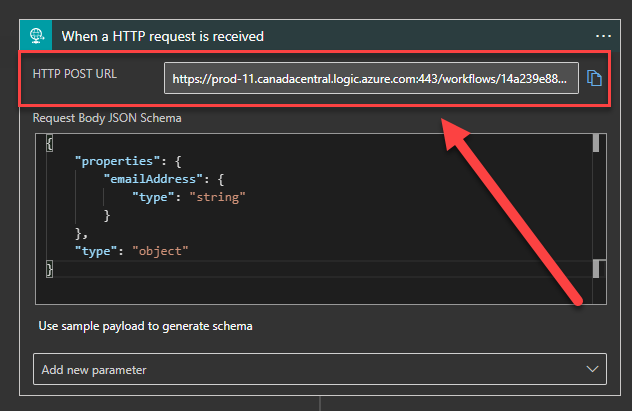 When a HTTP request is received
HTTP POST URL https://prod-11.canadacentral.logic.azure.com:443/workflows/14a239e88...
Request Body JSON Schema
{
    "properties": {
        "emailAddress": {
            "type": "string"
        }
    },
    "type": "object"
}
Use sample payload to generate schema
Add new parameter